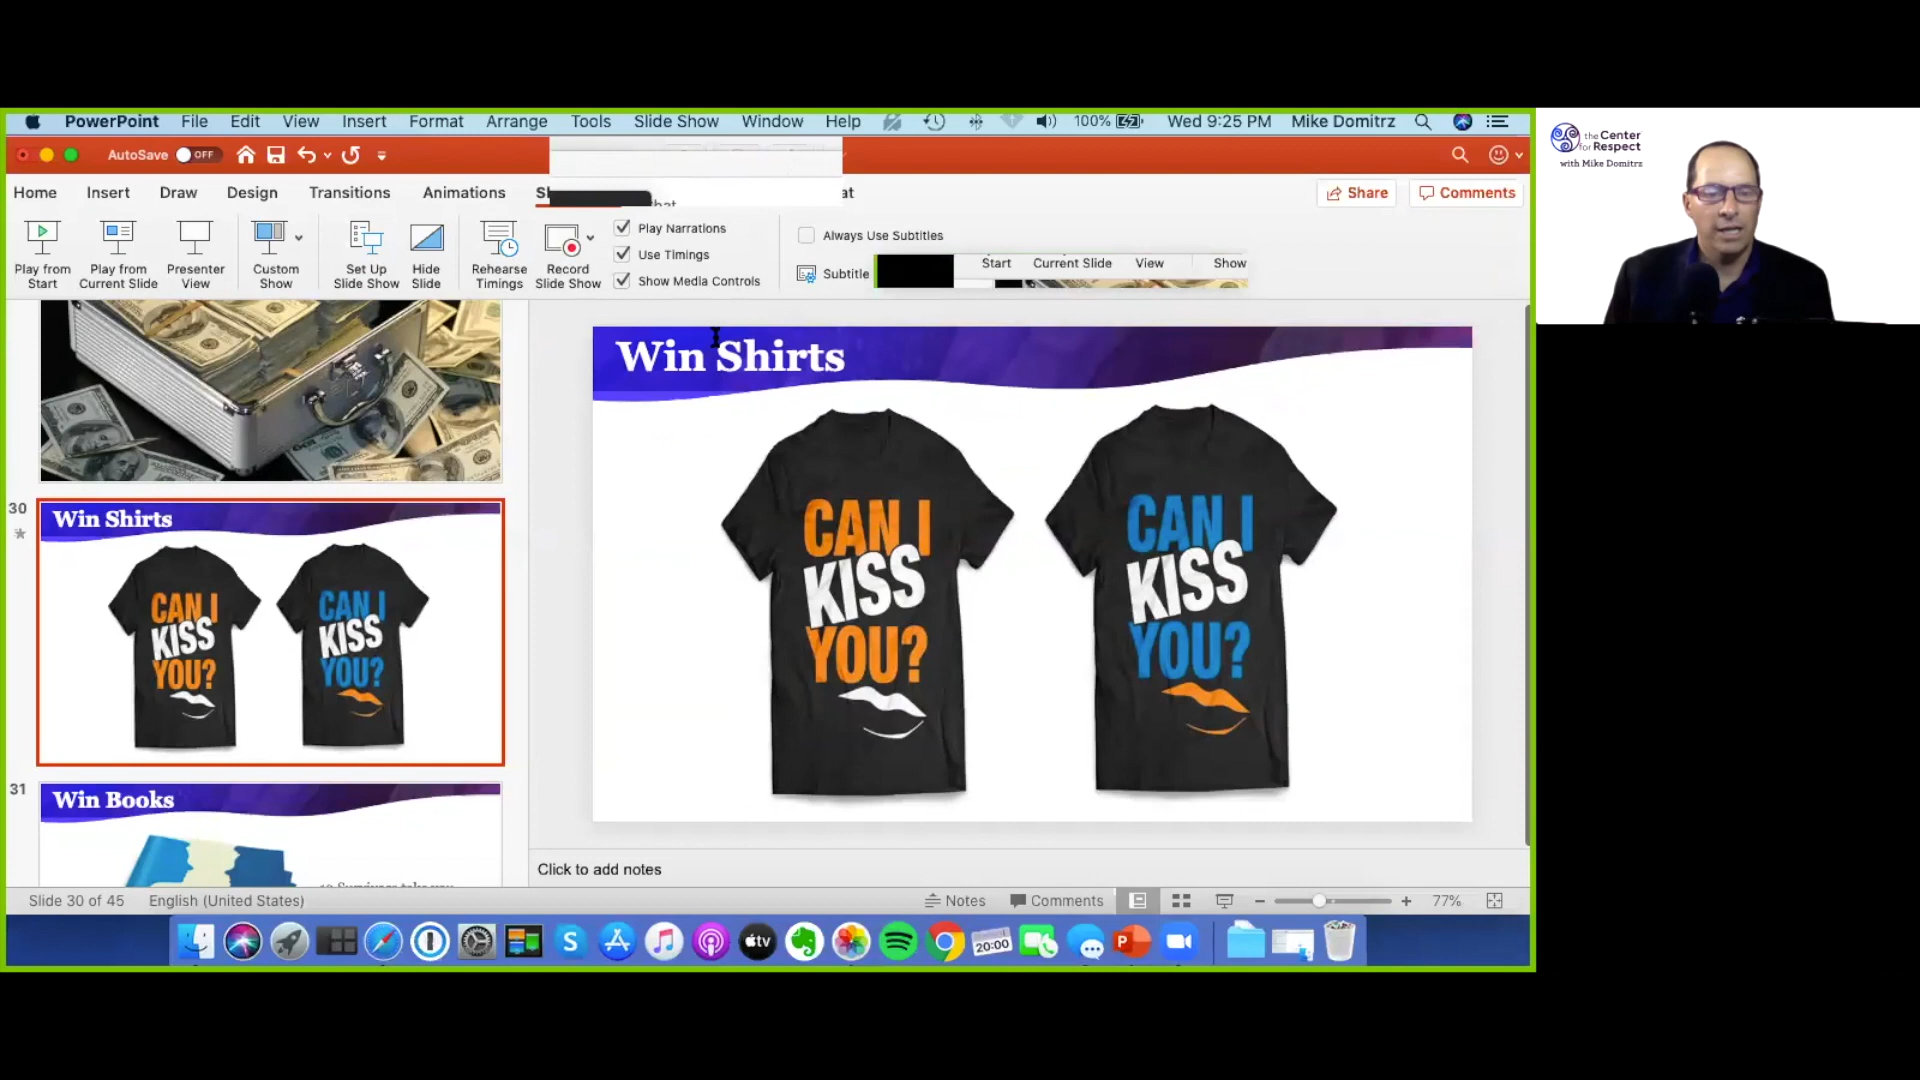 PowerPoint File Edit View Insert Format Arrange Tools Slide Show Window Help 100% Wed 9:25 PM Mike Domitrz
AutoSave OFF
Home Insert Draw Design Transitions Animations
at
Share Comments
Play from Start
Play from Current Slide
Presenter View
Custom Show
Set Up Slide Show
Hide Slide
Rehearse Timings
Record Slide Show
Play Narrations
Use Timings
Show Media Controls
Always Use Subtitles
Subtitle
Start Current Slide View Show
30
Win Shirts
CAN I
KISS
YOU?
CAN I
KISS
YOU?
31
Win Books
Win Shirts
CAN I
KISS
YOU?
CAN I
KISS
YOU?
Click to add notes
Slide 30 of 45 English (United States) Notes Comments 77%
tv
20:00
the Center
for Respect
with Mike Domitrz